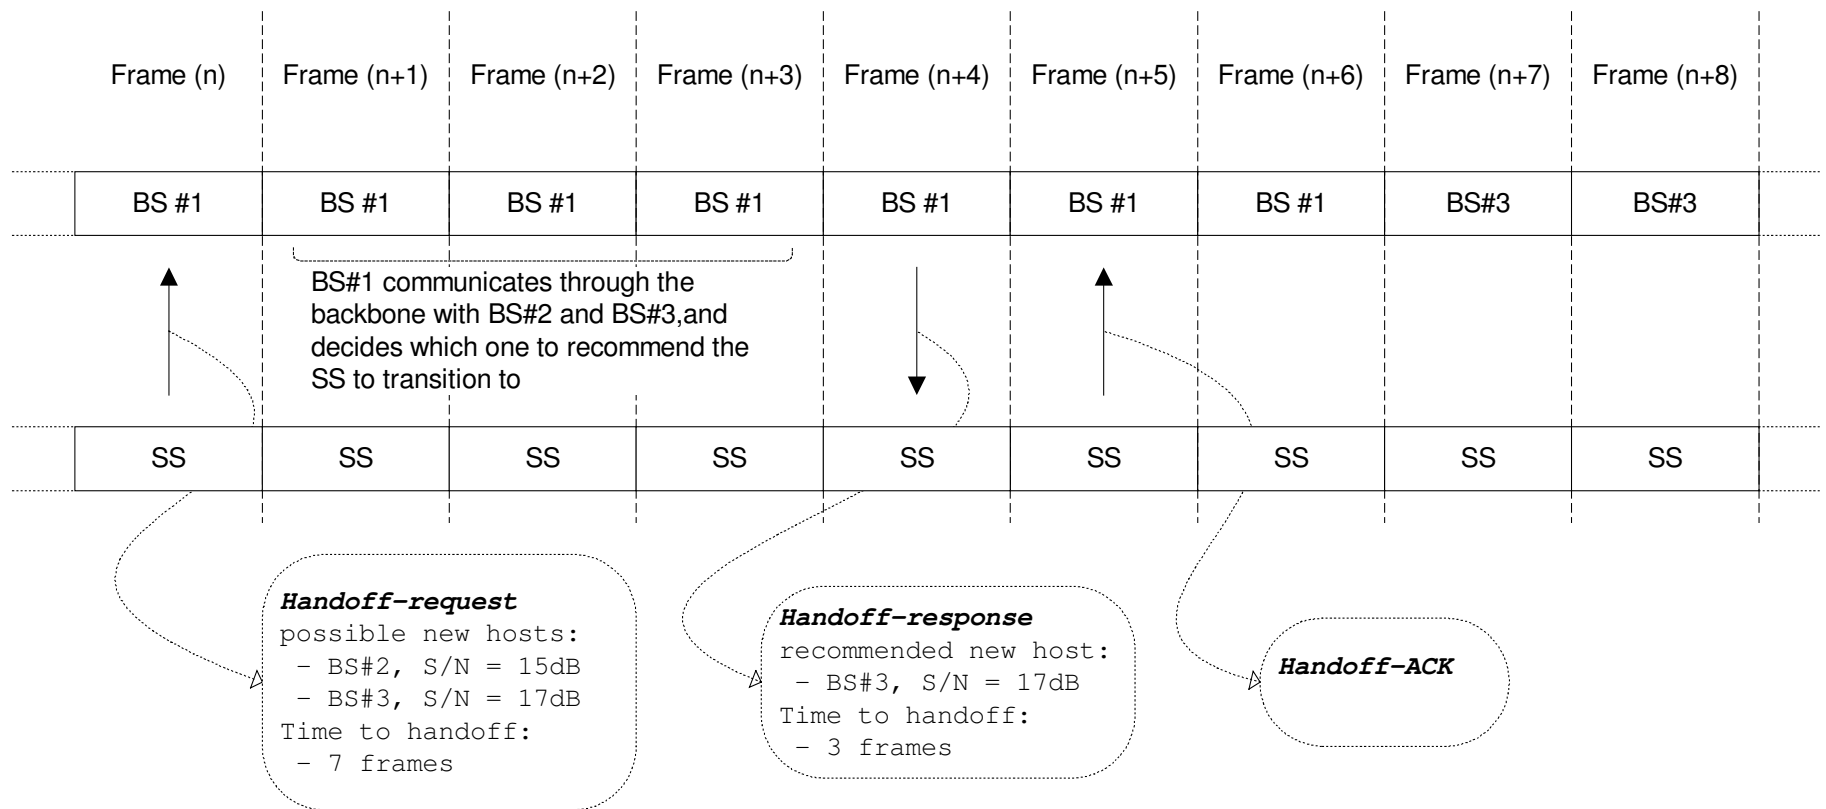 Frame (n) Frame (n+1) Frame (n+2) Frame (n+3) Frame (n+4) Frame (n+5) Frame (n+6) Frame (n+7) Frame (n+8)
BS #1 BS #1 BS #1 BS #1 BS #1 BS #1 BS #1 BS#3 BS#3
BS#1 communicates through the
backbone with BS#2 and BS#3,and
decides which one to recommend the
SS to transition to
SS SS SS SS SS SS SS SS SS
Handoff-request
possible new hosts:
- BS#2, S/N = 15dB
- BS#3, S/N = 17dB
Time to handoff:
- 7 frames
Handoff-response
recommended new host:
- BS#3, S/N = 17dB
Time to handoff:
- 3 frames
Handoff-ACK